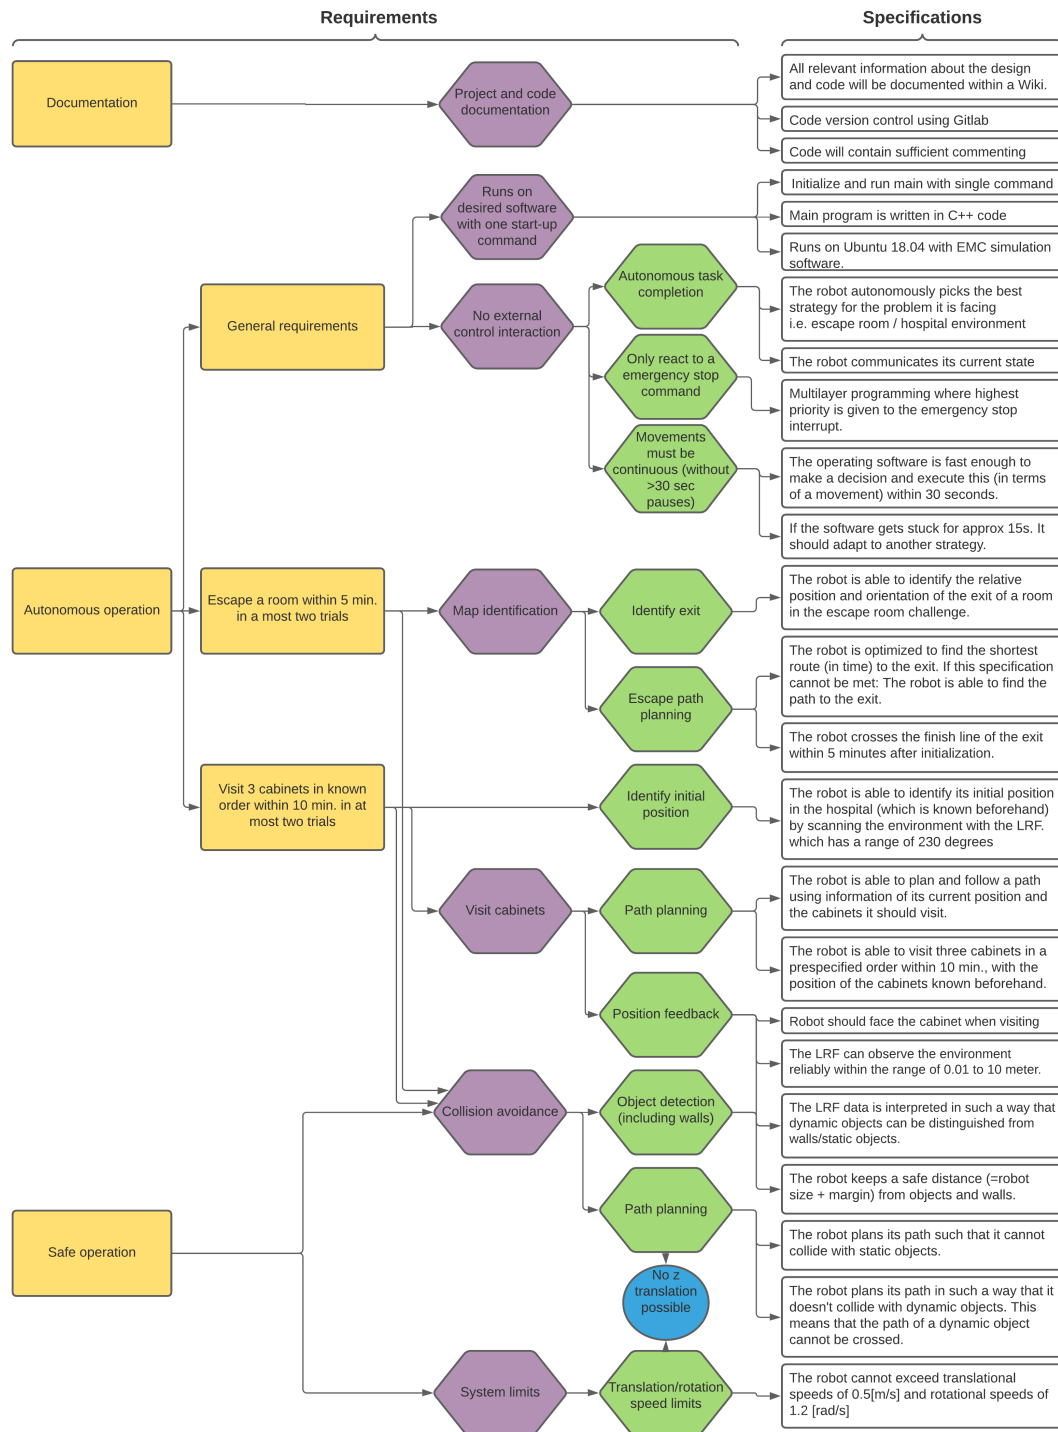 Requirements
Specifications
Documentation
Project and code
documentation
All relevant information about the design
and code will be documented within a Wiki.
Code version control using Gitlab
Code will contain sufficient commenting
Runs on
desired software
with one start-up
command
Initialize and run main with single command
Main program is written in C++ code
Runs on Ubuntu 18.04 with EMC simulation
software.
General requirements
No external
control interaction
Autonomous task
completion
The robot autonomously picks the best
strategy for the problem it is facing
i.e. escape room / hospital environment
The robot communicates its current state
Only react to a
emergency stop
command
Multilayer programming where highest
priority is given to the emergency stop
interrupt.
Movements
must be
continuous (without
>30 sec
pauses)
The operating software is fast enough to
make a decision and execute this (in terms
of a movement) within 30 seconds.
If the software gets stuck for approx 15s. It
should adapt to another strategy.
Autonomous operation
Escape a room within 5 min.
in a most two trials
Map identification
Identify exit
The robot is able to identify the relative
position and orientation of the exit of a room
in the escape room challenge.
Escape path
planning
The robot is optimized to find the shortest
route (in time) to the exit. If this specification
cannot be met: The robot is able to find the
path to the exit.
The robot crosses the finish line of the exit
within 5 minutes after initialization.
Visit 3 cabinets in known
order within 10 min. in at
most two trials
Identify initial
position
The robot is able to identify its initial position
in the hospital (which is known beforehand)
by scanning the environment with the LRF.
which has a range of 230 degrees
Visit cabinets
Path planning
The robot is able to plan and follow a path
using information of its current position and
the cabinets it should visit.
The robot is able to visit three cabinets in a
prespecified order within 10 min., with the
position of the cabinets known beforehand.
Position feedback
Robot should face the cabinet when visiting
The LRF can observe the environment
reliably within the range of 0.01 to 10 meter.
Collision avoidance
Object detection
(including walls)
The LRF data is interpreted in such a way that
dynamic objects can be distinguished from
walls/static objects.
The robot keeps a safe distance (=robot
size + margin) from objects and walls.
Safe operation
Path planning
The robot plans its path such that it cannot
collide with static objects.
No z
translation
possible
The robot plans its path in such a way that it
doesn't collide with dynamic objects. This
means that the path of a dynamic object
cannot be crossed.
System limits
Translation/rotation
speed limits
The robot cannot exceed translational
speeds of 0.5[m/s] and rotational speeds of
1.2 [rad/s]